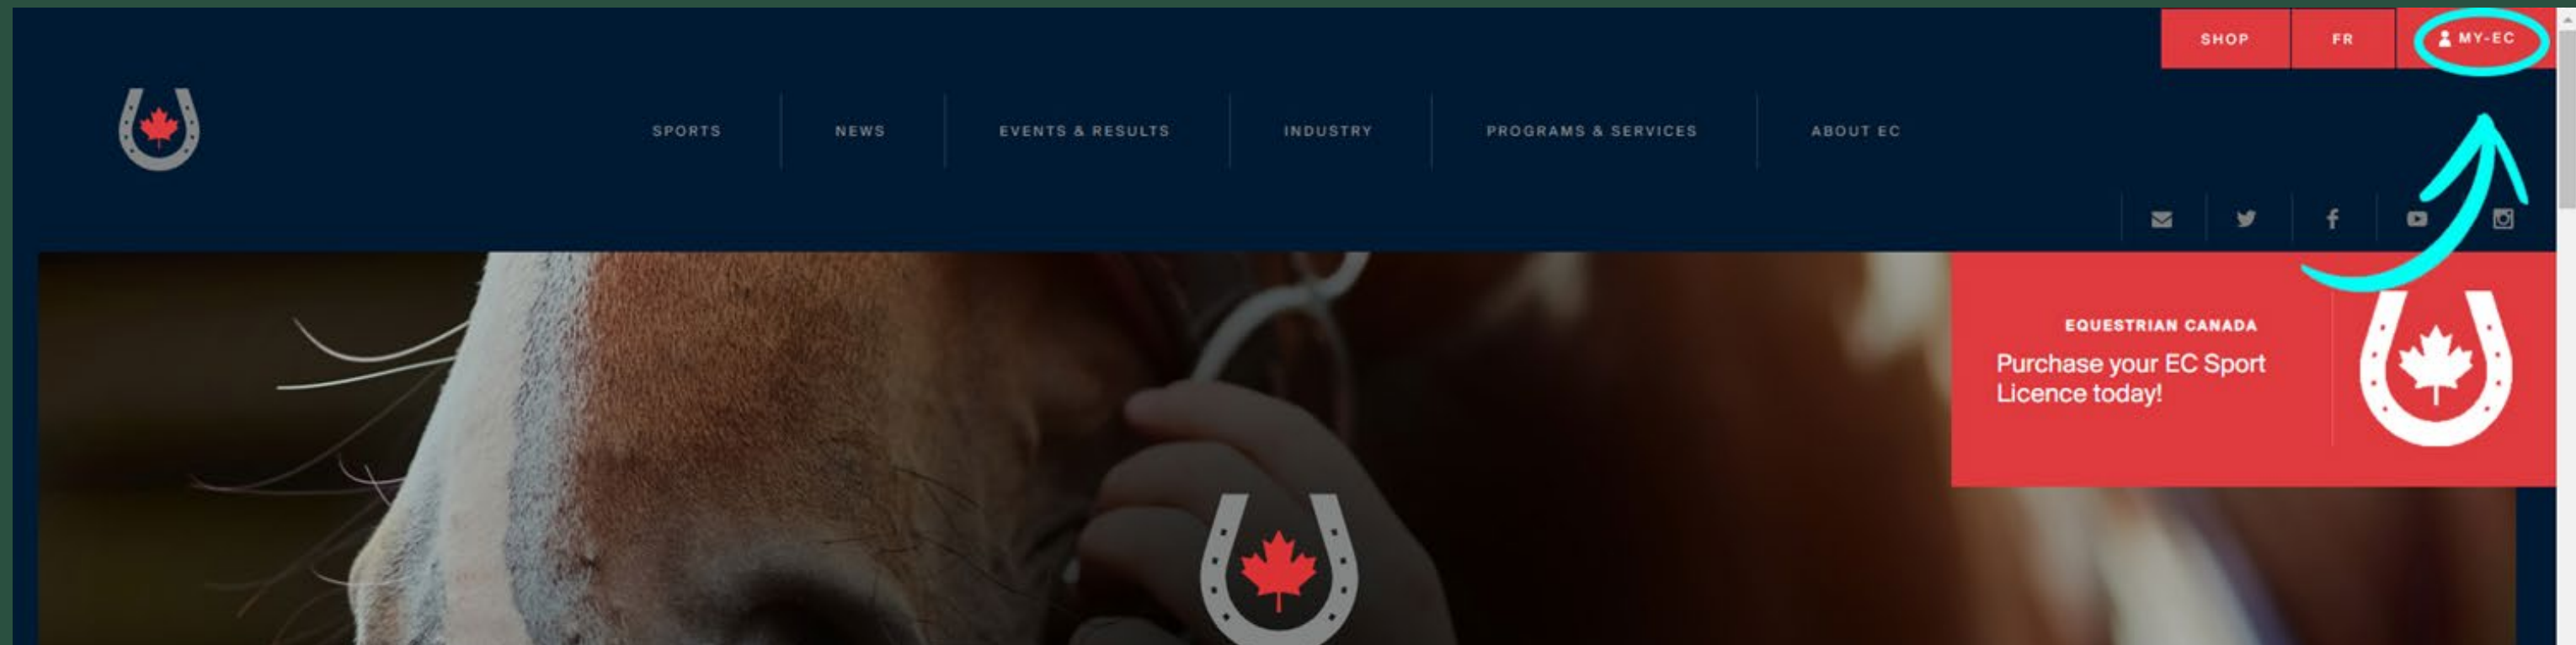 SHOP
FR
MY-EC
SPORTS
NEWS
EVENTS & RESULTS
INDUSTRY
PROGRAMS & SERVICES
ABOUT EC
EQUESTRIAN CANADA
Purchase your EC Sport
Licence today!